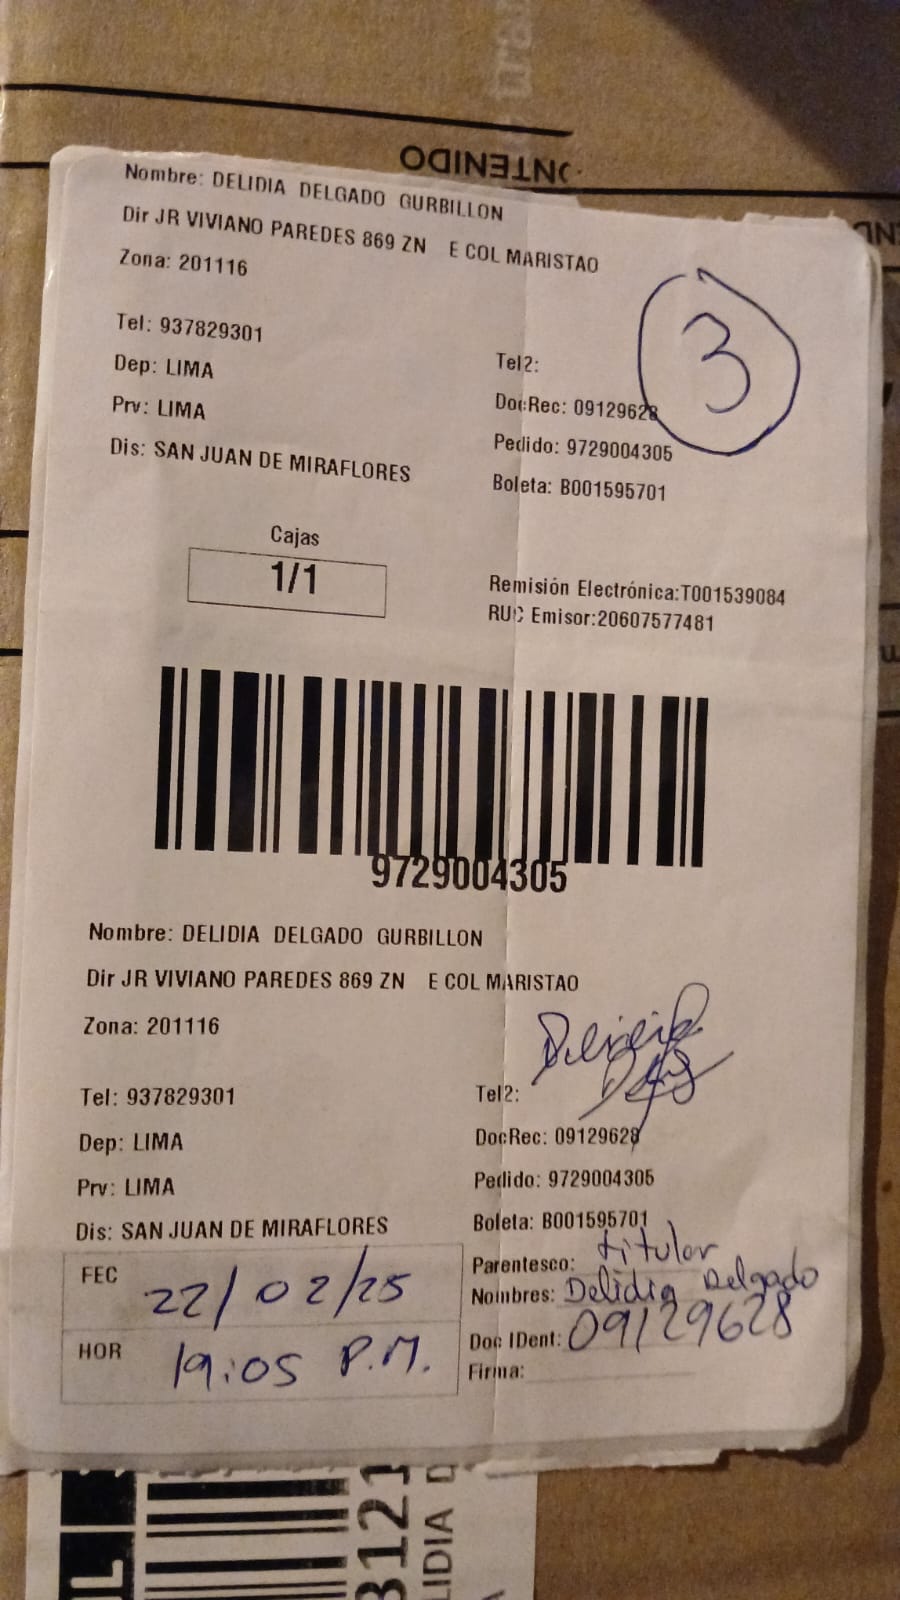 CONTENIDO
Nombre: DELIDIA DELGADO GURBILLON
Dir JR VIVIANO PAREDES 869 ZN E COL MARISTAO
Zona: 201116
3
Tel: 937829301
Tel2:
Dep: LIMA
DocRec: 09129628
Prv: LIMA
Pedido: 9729004305
Dis: SAN JUAN DE MIRAFLORES
Boleta: B001595701
Cajas
1/1
Remisión Electrónica:T001539084
RUC Emisor:20607577481
9729004305
Nombre: DELIDIA DELGADO GURBILLON
Dir JR VIVIANO PAREDES 869 ZN E COL MARISTAO
Zona: 201116
Delidia
Tel: 937829301
Tel2:
Dep: LIMA
DocRec: 09129628
Prv: LIMA
Pedido: 9729004305
Dis: SAN JUAN DE MIRAFLORES
Boleta: B001595701
FEC 22/02/25
Parentesco: titular
Nombres: Delidia Delgado
HOR 19:05 P.M.
Doc IDent: 09129628
Firma:
3121
LIDIA D